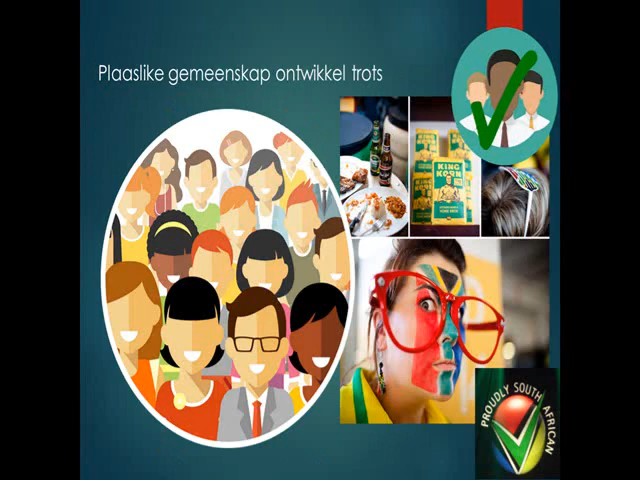 Plaaslike gemeenskap ontwikkel trots
KING
KORN
PROUDLY SOUTH AFRICAN